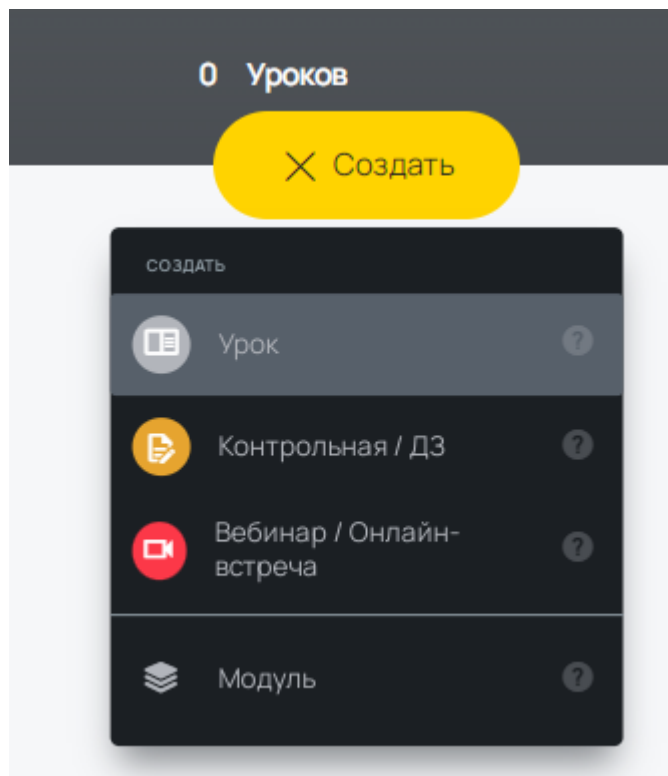 0 Уроков
Создать
СОЗДАТЬ
Урок ?
Контрольная / ДЗ ?
Вебинар / Онлайн-
встреча ?
Модуль ?